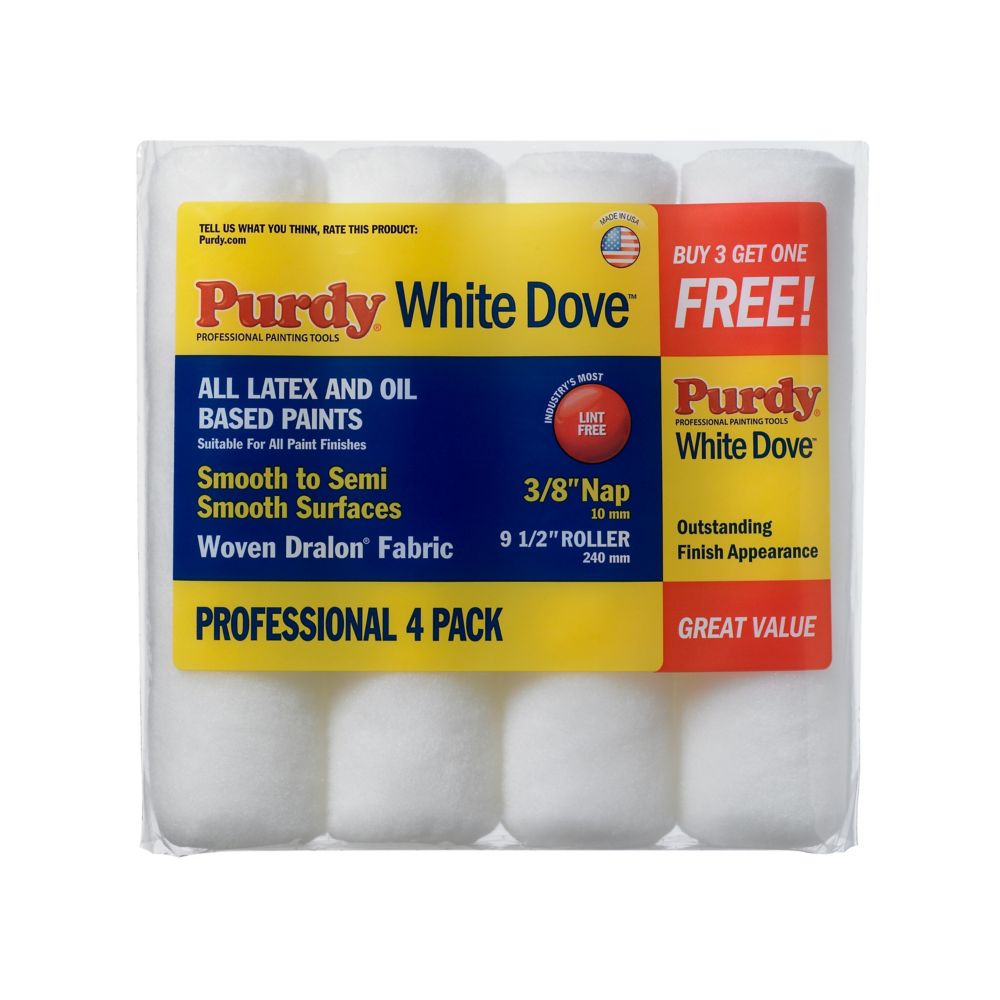 TELL US WHAT YOU THINK, RATE THIS PRODUCT:
Purdy.com
MADE IN USA
Purdy® White Dove™
PROFESSIONAL PAINTING TOOLS
ALL LATEX AND OIL
BASED PAINTS
Suitable For All Paint Finishes
INDUSTRY'S MOST
LINT
FREE
Smooth to Semi
Smooth Surfaces
3/8" Nap
10 mm
Woven Dralon® Fabric
9 1/2" ROLLER
240 mm
PROFESSIONAL 4 PACK
BUY 3 GET ONE
FREE!
Purdy®
PROFESSIONAL PAINTING TOOLS
White Dove™
Outstanding
Finish Appearance
GREAT VALUE